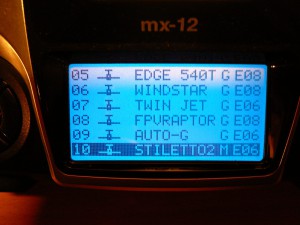 mx-12
05 EDGE 540T G E08
06 WINDSTAR G E08
07 TWIN JET G E06
08 FPVRAPTOR G E08
09 AUTO-G G E06
10 STILETTO2 M E06